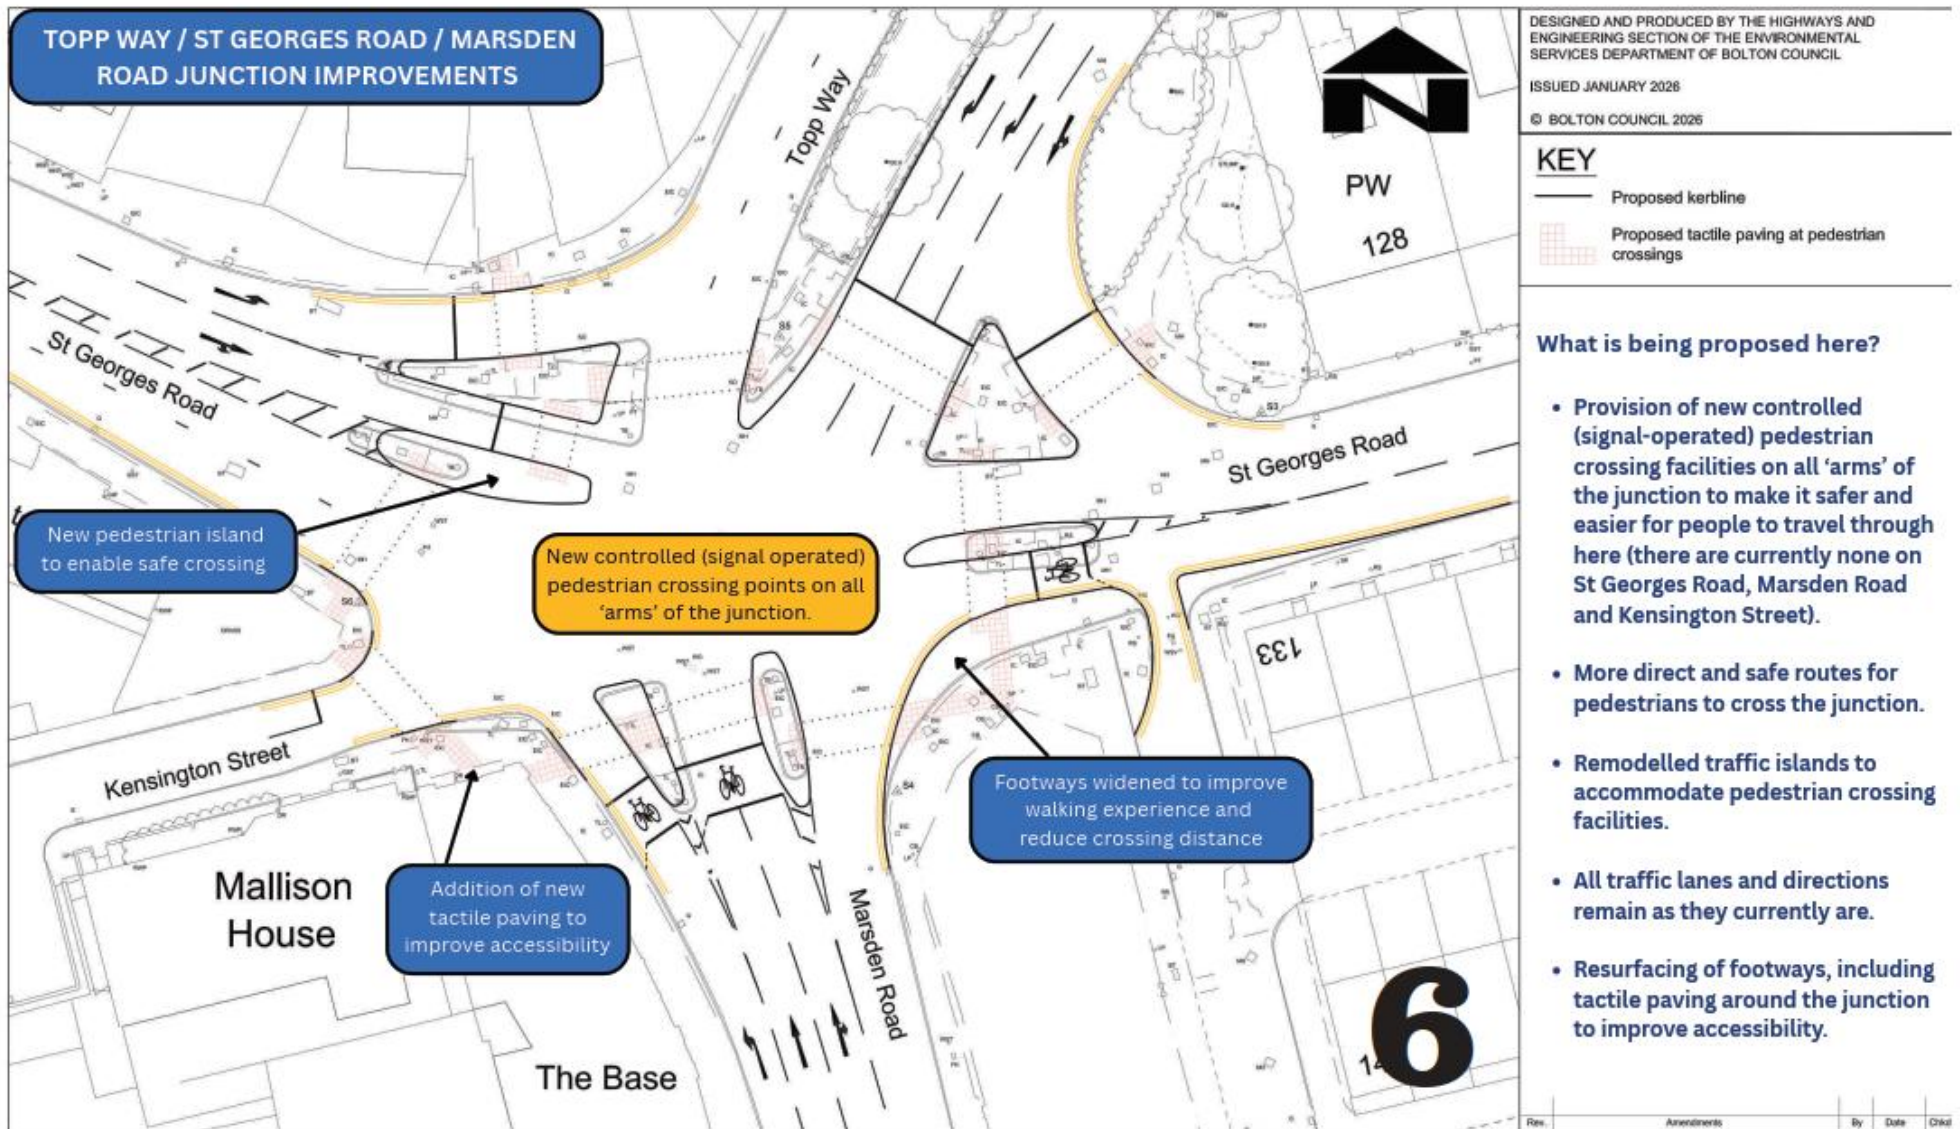 TOPP WAY / ST GEORGES ROAD / MARSDEN
ROAD JUNCTION IMPROVEMENTS
Topp Way
N
PW
128
St Georges Road
St Georges Road
New pedestrian island
to enable safe crossing
New controlled (signal operated)
pedestrian crossing points on all
‘arms’ of the junction.
133
Kensington Street
Footways widened to improve
walking experience and
reduce crossing distance
Mallison
House
Addition of new
tactile paving to
improve accessibility
Marsden Road
The Base
6
DESIGNED AND PRODUCED BY THE HIGHWAYS AND
ENGINEERING SECTION OF THE ENVIRONMENTAL
SERVICES DEPARTMENT OF BOLTON COUNCIL
ISSUED JANUARY 2026
© BOLTON COUNCIL 2026
KEY
Proposed kerbline
Proposed tactile paving at pedestrian
crossings
What is being proposed here?
• Provision of new controlled
(signal-operated) pedestrian
crossing facilities on all ‘arms’ of
the junction to make it safer and
easier for people to travel through
here (there are currently none on
St Georges Road, Marsden Road
and Kensington Street).
• More direct and safe routes for
pedestrians to cross the junction.
• Remodelled traffic islands to
accommodate pedestrian crossing
facilities.
• All traffic lanes and directions
remain as they currently are.
• Resurfacing of footways, including
tactile paving around the junction
to improve accessibility.
Rev. Amendments By Date Chkd